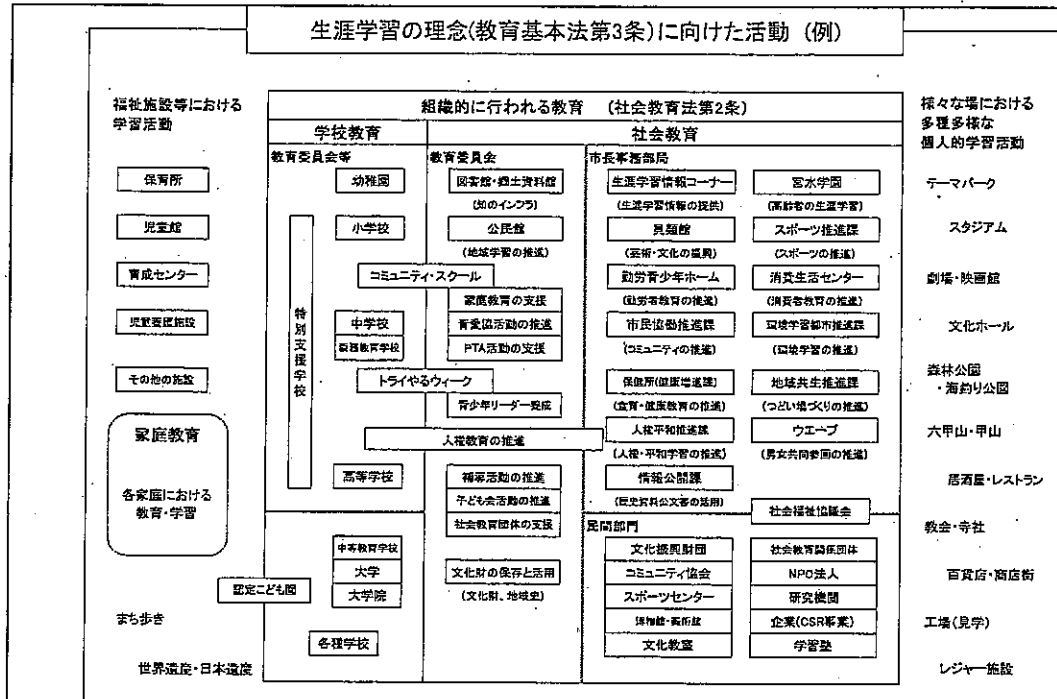 生涯学習の理念(教育基本法第3条)に向けた活動 (例)
福祉施設等における
学習活動
保育所
児童館
育成センター
児童養護施設
その他の施設
家庭教育
各家庭における
教育・学習
認定こども園
まち歩き
世界遺産・日本遺産
組織的に行われる教育 (社会教育法第2条)
学校教育
社会教育
教育委員会等
幼稚園
小学校
特別支援学校
中学校
義務教育学校
高等学校
中等教育学校
大学
大学院
各種学校
コミュニティ・スクール
トライやるウィーク
人権教育の推進
教育委員会
図書館・郷土資料館
(知のインフラ)
公民館
(地域学習の推進)
家庭教育の支援
青愛協活動の推進
PTA活動の支援
青少年リーダー養成
補導活動の推進
子ども会活動の推進
社会教育団体の支援
文化財の保存と活用
(文化財、地域史)
市長事務部局
生涯学習情報コーナー
(生涯学習情報の提供)
宮水学園
(高齢者の生涯学習)
貝類館
(芸術・文化の振興)
スポーツ推進課
(スポーツの推進)
勤労青少年ホーム
(勤労者教育の推進)
消費生活センター
(消費者教育の推進)
市民協働推進課
(コミュニティの推進)
環境学習都市推進課
(環境学習の推進)
保健所(健康増進課)
(食育・健康教育の推進)
地域共生推進課
(つどい場づくりの推進)
人権平和推進課
(人権・平和学習の推進)
ウエーブ
(男女共同参画の推進)
情報公開課
(歴史資料公文書の活用)
社会福祉協議会
民間部門
文化振興財団
コミュニティ協会
スポーツセンター
博物館・美術館
文化教室
社会教育関係団体
NPO法人
研究機関
企業(CSR事業)
学習塾
様々な場における
多種多様な
個人的学習活動
テーマパーク
スタジアム
劇場・映画館
文化ホール
森林公園
・海釣り公園
六甲山・甲山
居酒屋・レストラン
教会・寺社
百貨店・商店街
工場(見学)
レジャー施設